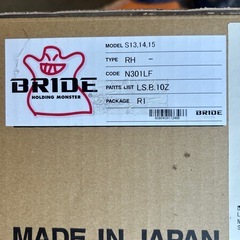 MODEL S13,14,15
TYPE RH -
CODE N301LF
PARTS LIST LS.B.10Z
PACKAGE R1
BRIDE
HOLDING MONSTER
BRIDE
MADE IN JAPAN